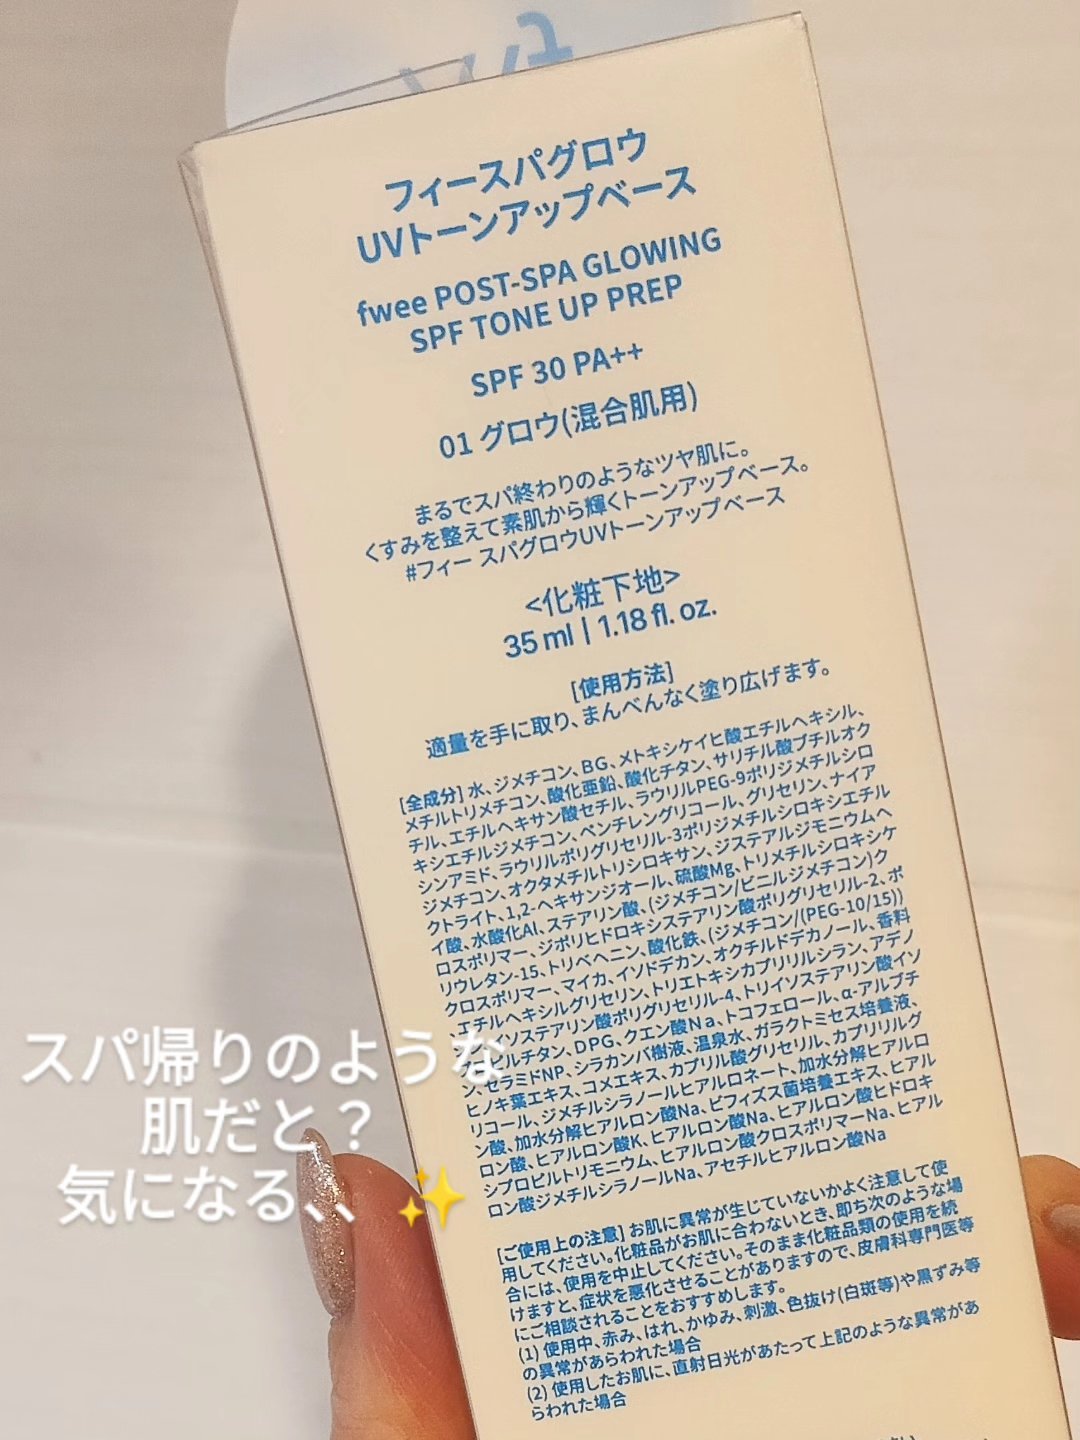 フィースパグロウ
UVトーンアップベース
fwee POST-SPA GLOWING
SPF TONE UP PREP
SPF 30 PA++
01 グロウ(混合肌用)
まるでスパ終わりのようなツヤ肌に。
くすみを整えて素肌から輝くトーンアップベース。
#フィー スパグロウUVトーンアップベース
<化粧下地>
35 ml | 1.18 fl. oz.
[使用方法]
適量を手に取り、まんべんなく塗り広げます。
[全成分] 水、ジメチコン、BG、メトキシケイヒ酸エチルヘキシル、
メチルトリメチコン、酸化亜鉛、酸化チタン、サリチル酸ブチルオク
チル、エチルヘキサン酸セチル、ラウリルPEG-9ポリジメチルシロ
キシエチルジメチコン、ペンチレングリコール、グリセリン、ナイア
シンアミド、ラウリルポリグリセリル-3ポリジメチルシロキシエチル
ジメチコン、オクタメチルトリシロキサン、ジステアルジモニウムヘ
クトライト、1,2-ヘキサンジオール、硫酸Mg、トリメチルシロキシケ
イ酸、水酸化Al、ステアリン酸、(ジメチコン/ビニルジメチコン)ク
ロスポリマー、ジポリヒドロキシステアリン酸ポリグリセリル-2、ポ
リウレタン-15、トリベヘニン、酸化鉄、(ジメチコン/(PEG-10/15))
クロスポリマー、マイカ、イソドデカン、オクチルドデカノール、香料
、エチルヘキシルグリセリン、トリエトキシカプリリルシラン、アデノ
イソステアリン酸ポリグリセリル-4、トリイソステアリン酸イソ
ピルチタン、DPG、クエン酸Na、トコフェロール、α-アルブチ
ン、セラミドNP、シラカンバ樹液、温泉水、ガラクトミセス培養液、
ヒノキ葉エキス、コメエキス、カプリル酸グリセリル、カプリリルグ
リコール、ジメチルシラノールヒアルロネート、加水分解ヒアルロ
ン酸、加水分解ヒアルロン酸Na、ビフィズス菌培養エキス、ヒアル
ロン酸、ヒアルロン酸K、ヒアルロン酸Na、ヒアルロン酸ヒドロキ
シプロピルトリモニウム、ヒアルロン酸クロスポリマーNa、ヒアル
ロン酸ジメチルシラノールNa、アセチルヒアルロン酸Na
[ご使用上の注意] お肌に異常が生じていないかよく注意して使
用してください。化粧品がお肌に合わないとき、即ち次のような場
合には、使用を中止してください。そのまま化粧品類の使用を続
けますと、症状を悪化させることがありますので、皮膚科専門医等
にご相談されることをおすすめします。
(1) 使用中、赤み、はれ、かゆみ、刺激、色抜け(白斑等)や黒ずみ等
の異常があらわれた場合
(2) 使用したお肌に、直射日光があたって上記のような異常があ
らわれた場合
スパ帰りのような
肌だと？
気になる、、✨